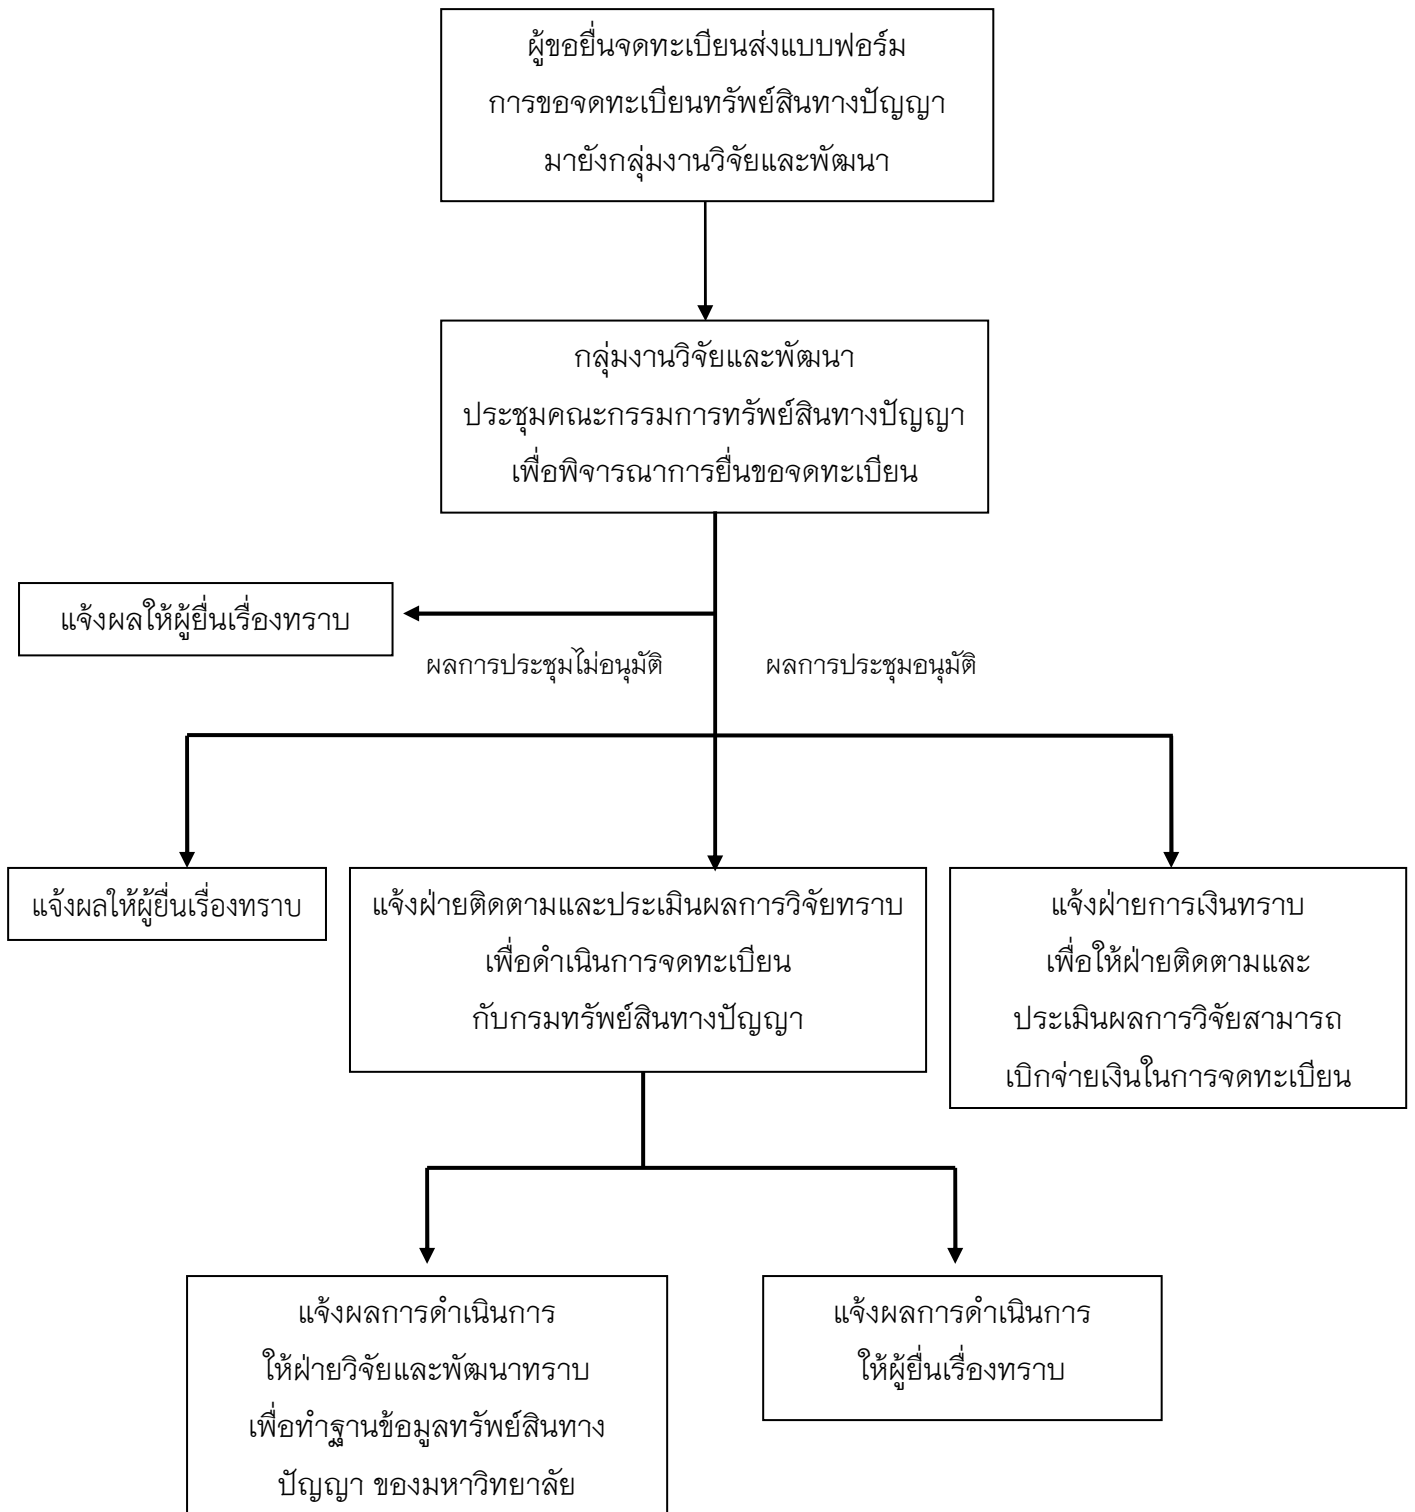 ผู้ขอยื่นจดทะเบียนส่งแบบฟอร์ม
การขอจดทะเบียนทรัพย์สินทางปัญญา
มายังกลุ่มงานวิจัยและพัฒนา
กลุ่มงานวิจัยและพัฒนา
ประชุมคณะกรรมการทรัพย์สินทางปัญญา
เพื่อพิจารณาการยื่นขอจดทะเบียน
แจ้งผลให้ผู้ยื่นเรื่องทราบ
ผลการประชุมไม่อนุมัติ
ผลการประชุมอนุมัติ
แจ้งผลให้ผู้ยื่นเรื่องทราบ
แจ้งฝ่ายติดตามและประเมินผลการวิจัยทราบ
เพื่อดำเนินการจดทะเบียน
กับกรมทรัพย์สินทางปัญญา
แจ้งฝ่ายการเงินทราบ
เพื่อให้ฝ่ายติดตามและ
ประเมินผลการวิจัยสามารถ
เบิกจ่ายเงินในการจดทะเบียน
แจ้งผลการดำเนินการ
ให้ฝ่ายวิจัยและพัฒนาทราบ
เพื่อทำฐานข้อมูลทรัพย์สินทาง
ปัญญา ของมหาวิทยาลัย
แจ้งผลการดำเนินการ
ให้ผู้ยื่นเรื่องทราบ